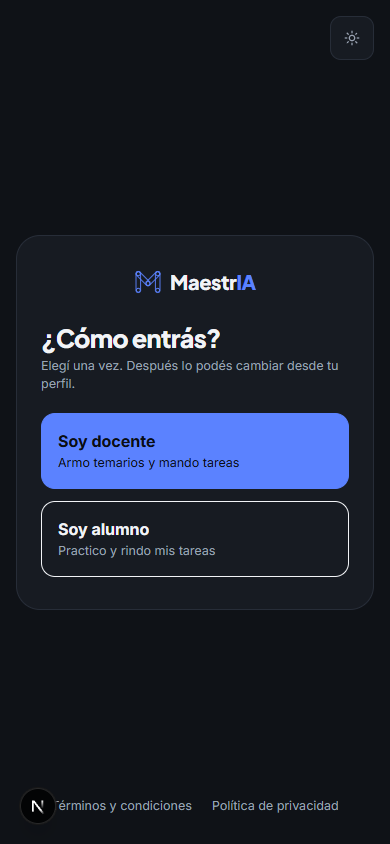 MaestrIA
¿Cómo entrás?
Elegí una vez. Después lo podés cambiar desde tu
perfil.
Soy docente
Armo temarios y mando tareas
Soy alumno
Practico y rindo mis tareas
N
Términos y condiciones
Política de privacidad